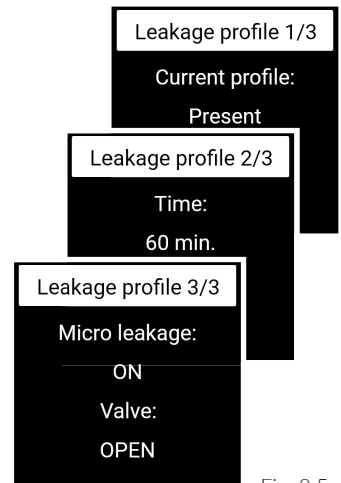 Leakage profile 1/3
Current profile:
Present
Leakage profile 2/3
Time:
60 min.
Leakage profile 3/3
Micro leakage:
ON
Valve:
OPEN